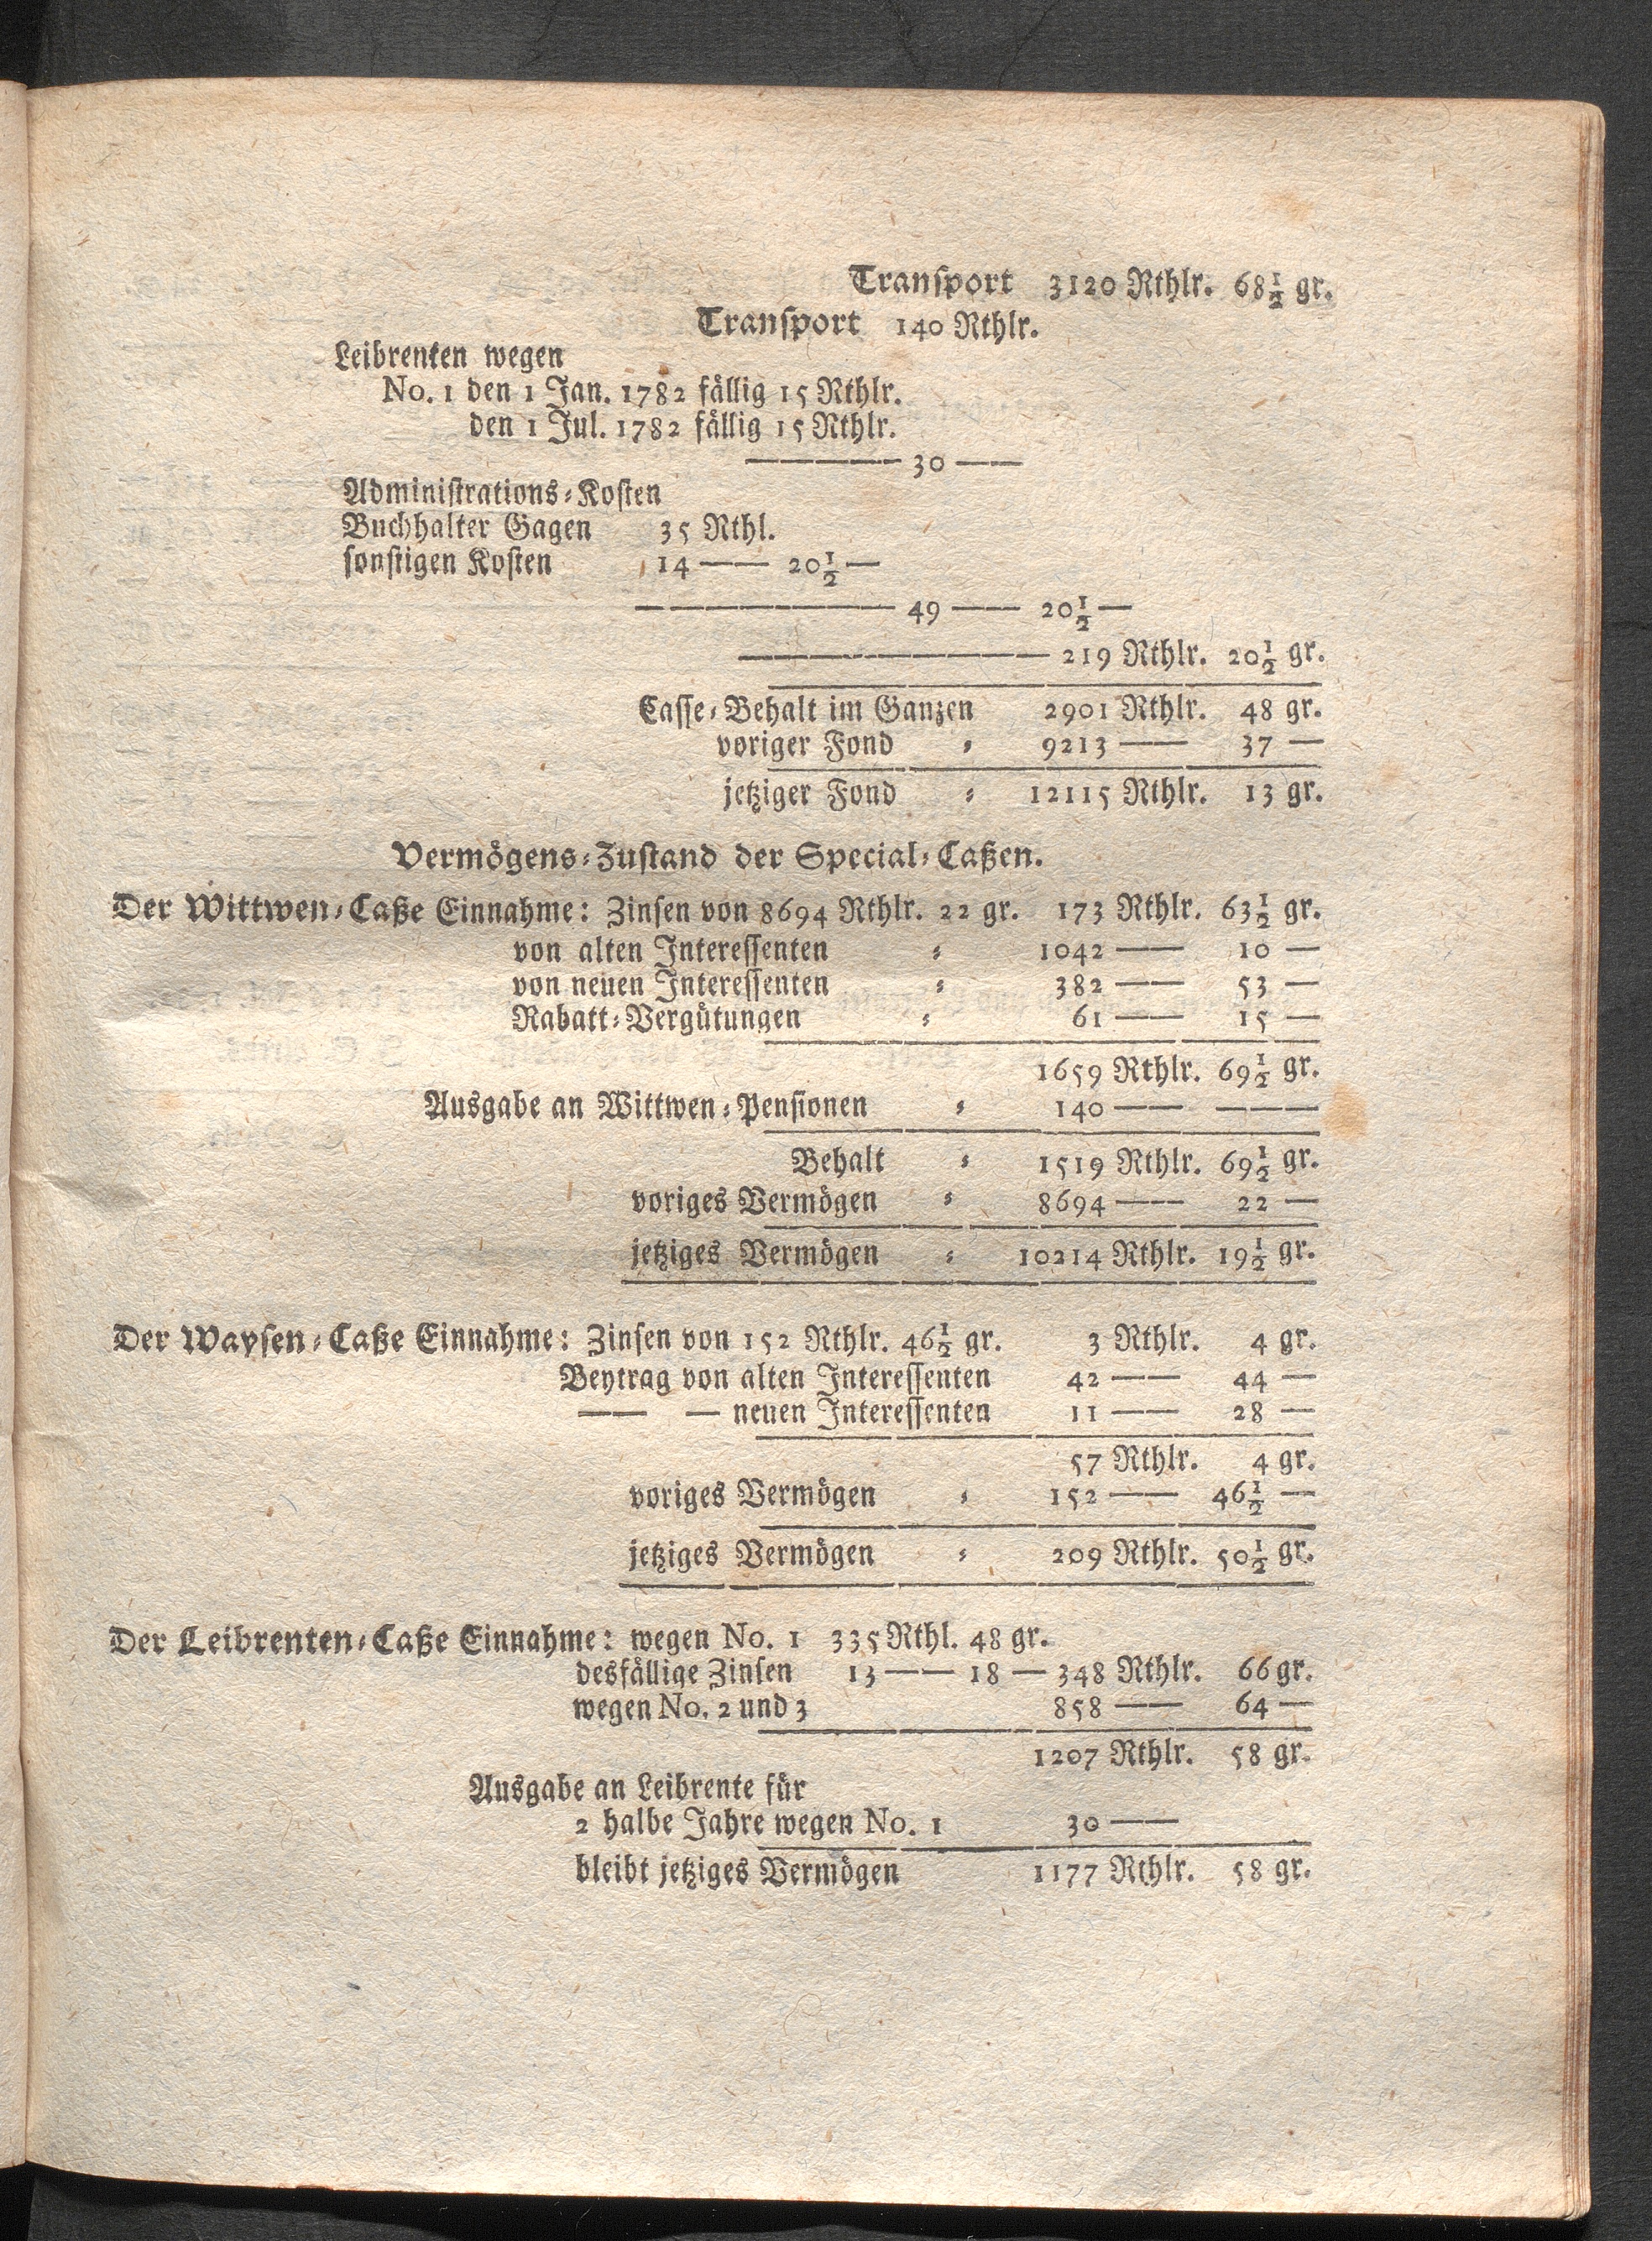 Transport 3120 Rthlr. 68½ gr.
Transport 140 Rthlr.
Leibrenten wegen
No. 1 den 1 Jan. 1782 fällig 15 Rthlr.
den 1 Jul. 1782 fällig 15 Rthlr.
————— 30 ——
Administrations-Kosten
Buchhalter Gagen 35 Rthl.
sonstigen Kosten 14 —— 20½ —
———————— 49 —— 20½ —
————————— 219 Rthlr. 20½ gr.
Casse-Behalt im Ganzen 2901 Rthlr. 48 gr.
voriger Fond - 9213 —— 37 —
jetziger Fond - 12115 Rthlr. 13 gr.
Vermögens-Zustand der Special-Caßen.
Der Wittwen-Caße Einnahme: Zinsen von 8694 Rthlr. 22 gr. 173 Rthlr. 63½ gr.
von alten Interessenten - 1042 —— 10 —
von neuen Interessenten - 382 —— 53 —
Rabatt-Vergütungen - 61 —— 15 —
1659 Rthlr. 69½ gr.
Ausgabe an Wittwen-Pensionen - 140 —— ———
Behalt - 1519 Rthlr. 69½ gr.
voriges Vermögen - 8694 —— 22 —
jetziges Vermögen - 10214 Rthlr. 19½ gr.
Der Waysen-Caße Einnahme: Zinsen von 152 Rthlr. 46½ gr. 3 Rthlr. 4 gr.
Beytrag von alten Interessenten 42 —— 44 —
—— — neuen Interessenten 11 —— 28 —
57 Rthlr. 4 gr.
voriges Vermögen - 152 —— 46½ —
jetziges Vermögen - 209 Rthlr. 50½ gr.
Der Leibrenten-Caße Einnahme: wegen No. 1 335 Rthl. 48 gr.
desfällige Zinsen 13 —— 18 — 348 Rthlr. 66 gr.
wegen No. 2 und 3 858 —— 64 —
1207 Rthlr. 58 gr.
Ausgabe an Leibrente für
2 halbe Jahre wegen No. 1 30 ——
bleibt jetziges Vermögen 1177 Rthlr. 58 gr.